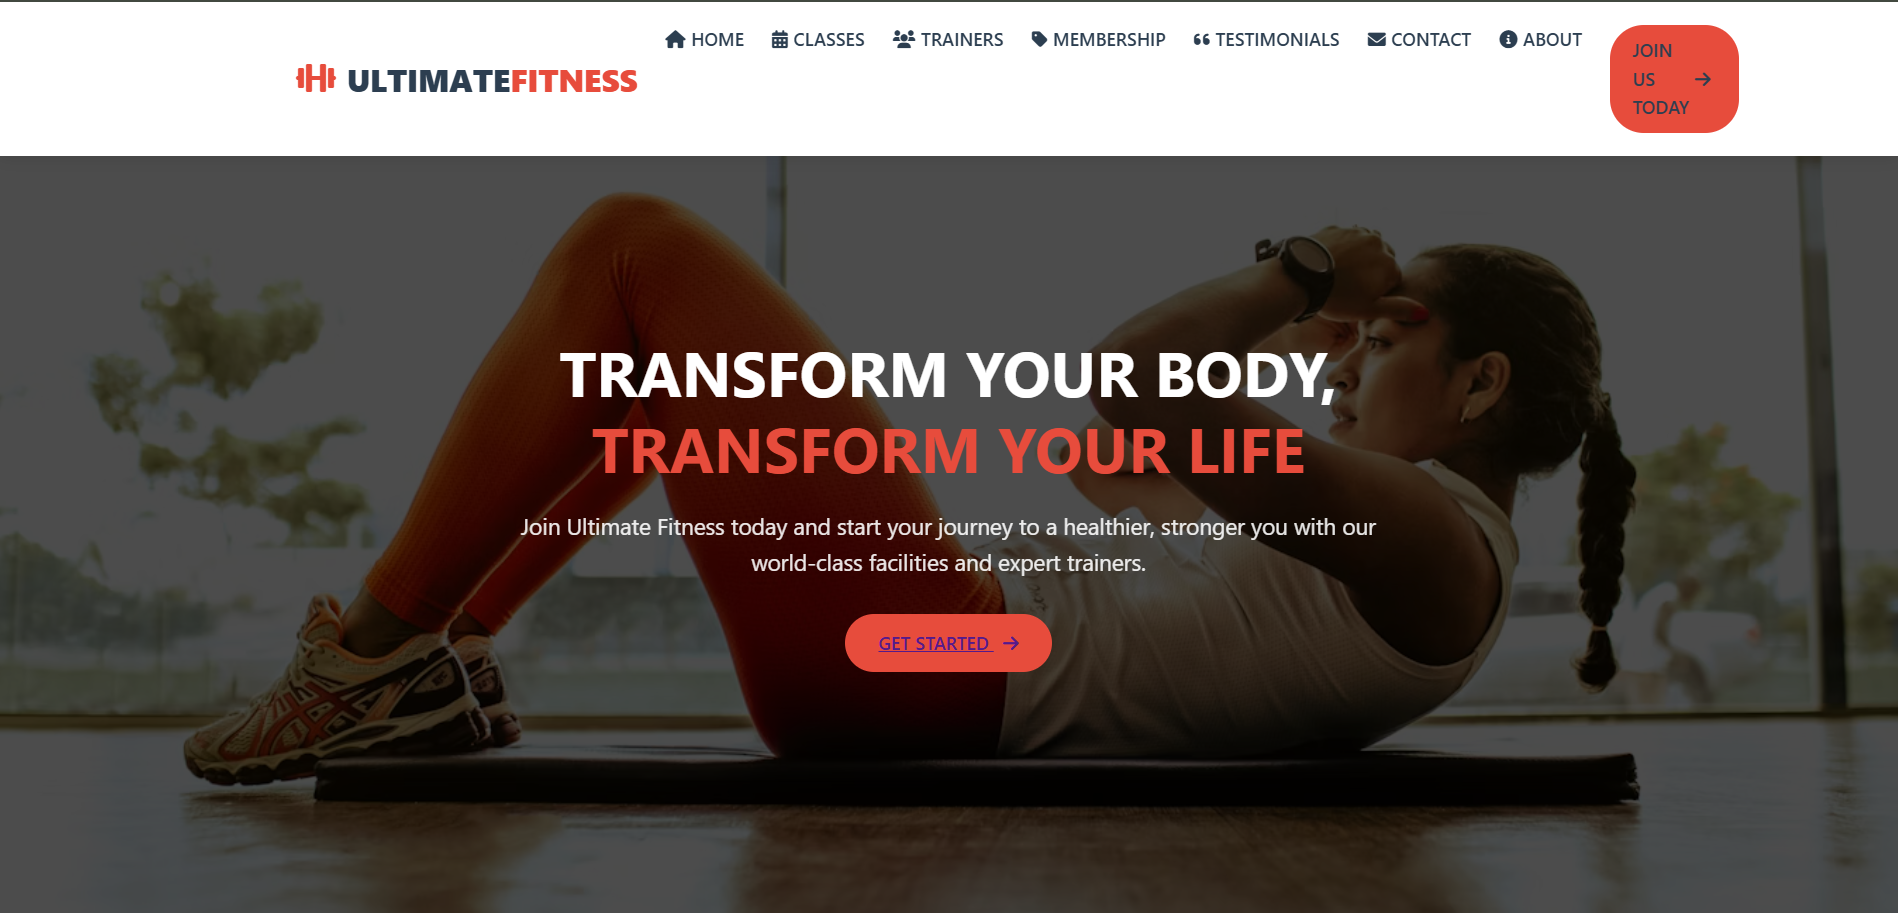 ULTIMATEFITNESS
HOME
CLASSES
TRAINERS
MEMBERSHIP
TESTIMONIALS
CONTACT
ABOUT
JOIN
US
TODAY
TRANSFORM YOUR BODY,
TRANSFORM YOUR LIFE
Join Ultimate Fitness today and start your journey to a healthier, stronger you with our
world-class facilities and expert trainers.
GET STARTED